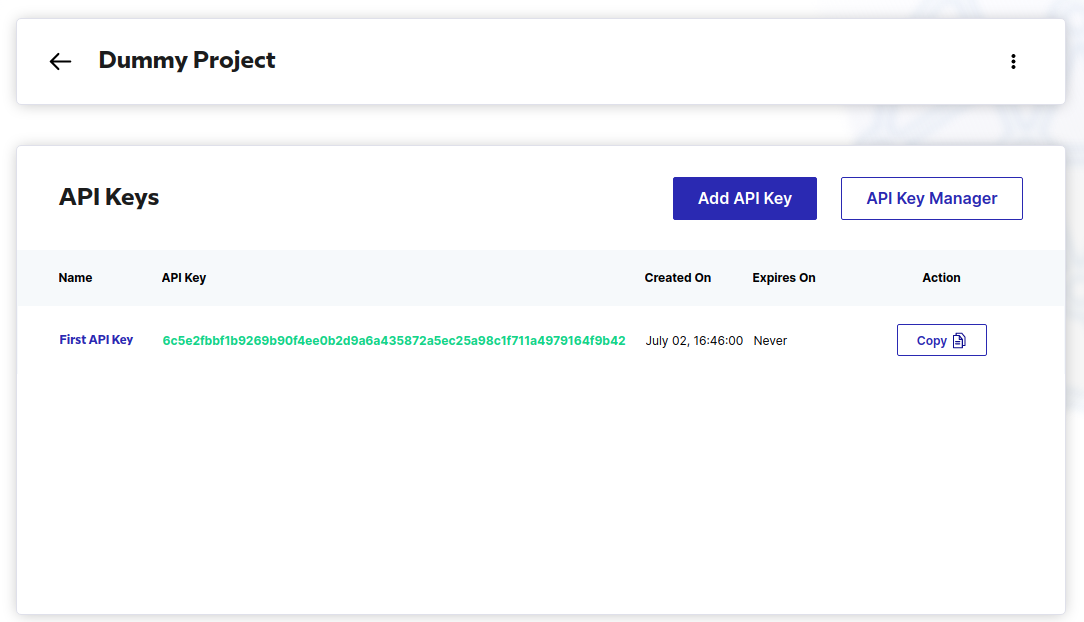 Dummy Project
API Keys
Add API Key
API Key Manager
Name API Key Created On Expires On Action
First API Key 6c5e2fbbf1b9269b90f4ee0b2d9a6a435872a5ec25a98c1f711a4979164f9b42 July 02, 16:46:00 Never Copy